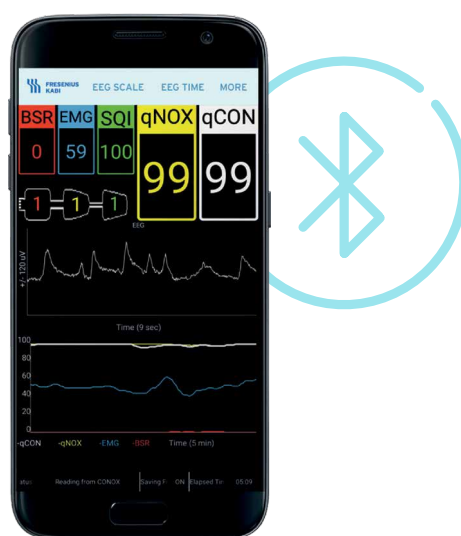 FRESENIUS
KABI
EEG SCALE EEG TIME MORE
BSR EMG SQI qNOX qCON
0 59 100 99 99
1 1 1
EEG
+/- 120 uV
Time (9 sec)
100
80
60
40
20
0
-qCON -qNOX -EMG -BSR Time (5 min)
status Reading from CONOX Saving F ON Elapsed Tir 05:09